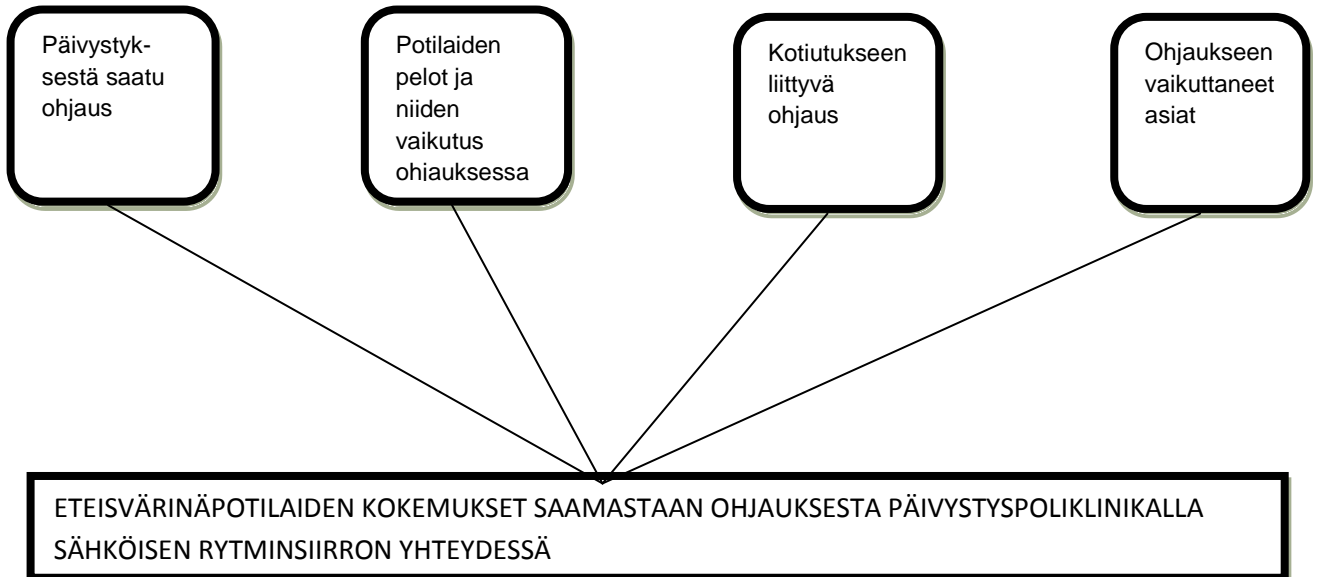 Päivystyk-
sestä saatu
ohjaus
Potilaiden
pelot ja
niiden
vaikutus
ohjauksessa
Kotiutukseen
liittyvä
ohjaus
Ohjaukseen
vaikuttaneet
asiat
ETEISVÄRINÄPOTILAIDEN KOKEMUKSET SAAMASTAAN OHJAUKSESTA PÄIVYSTYSPOLIKLINIKALLA
SÄHKÖISEN RYTMINSIIRRON YHTEYDESSÄ